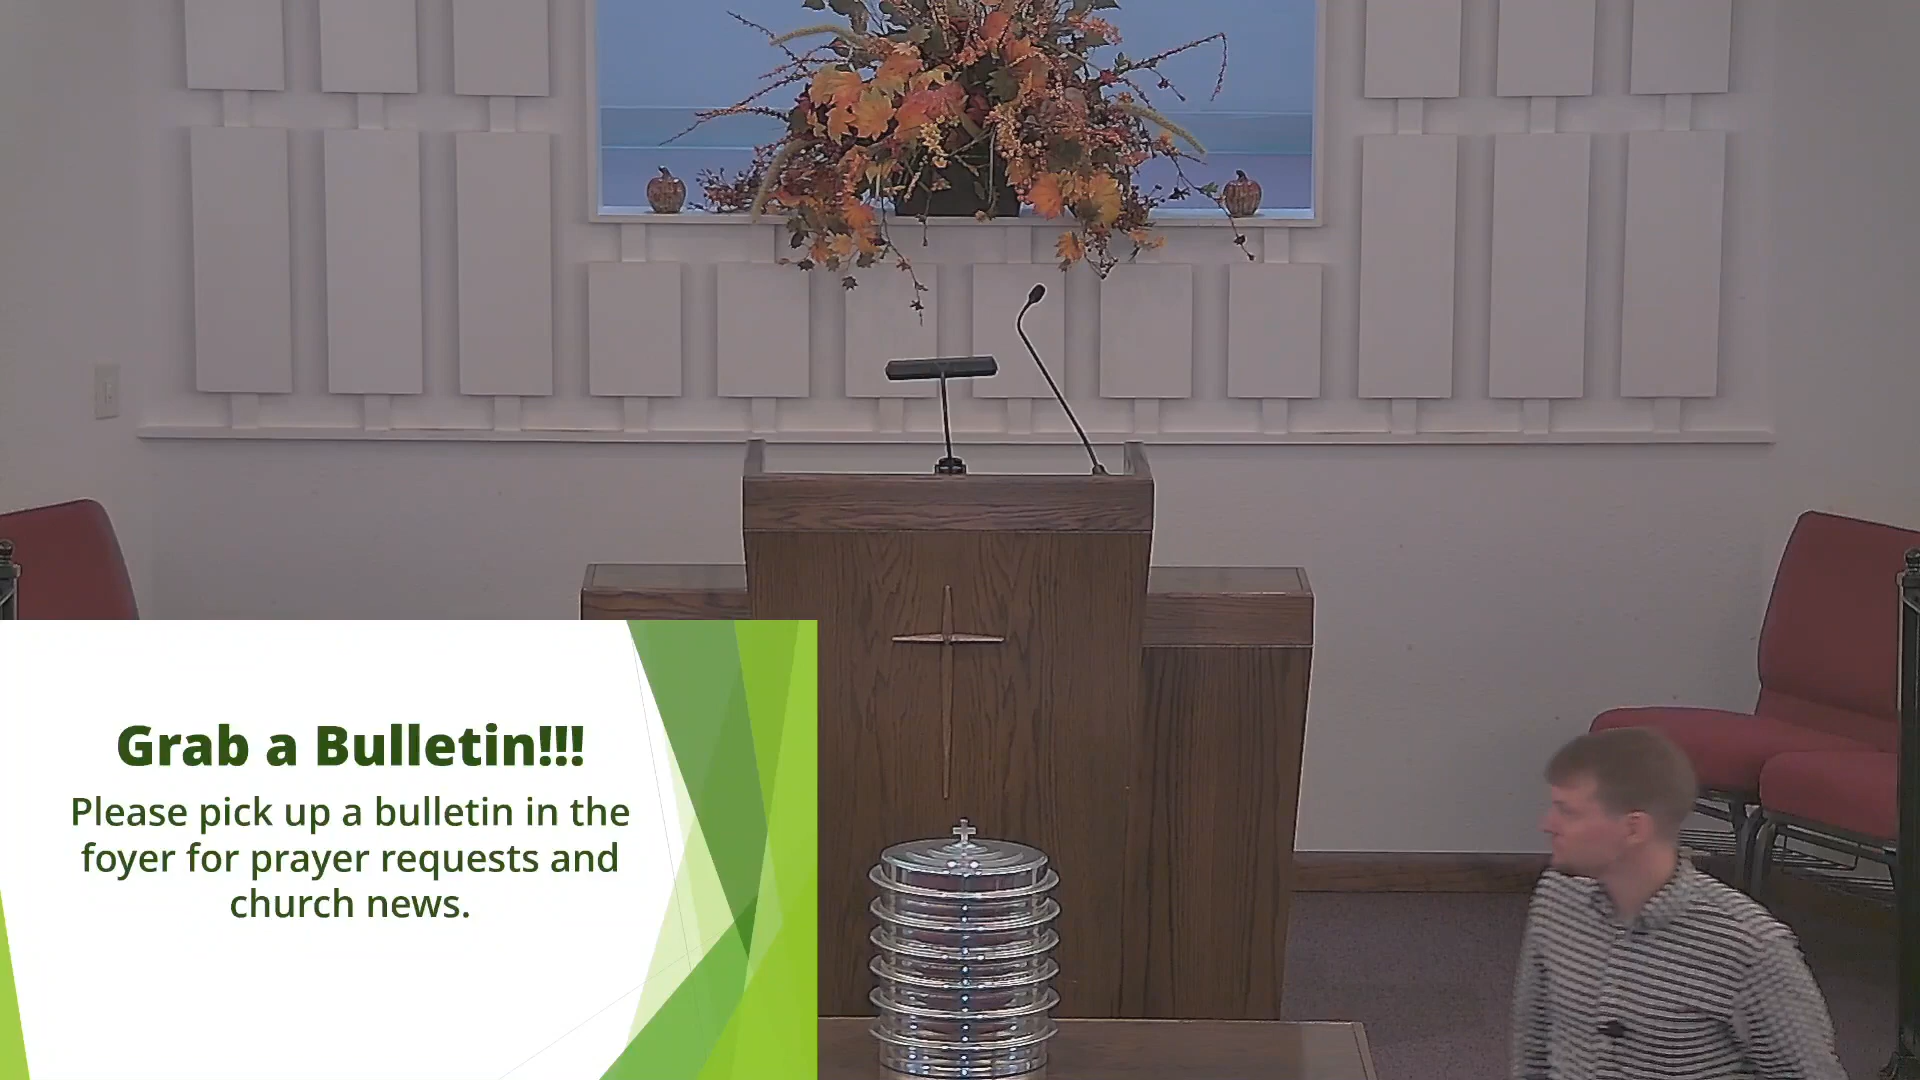 Grab a Bulletin!!!
Please pick up a bulletin in the
foyer for prayer requests and
church news.